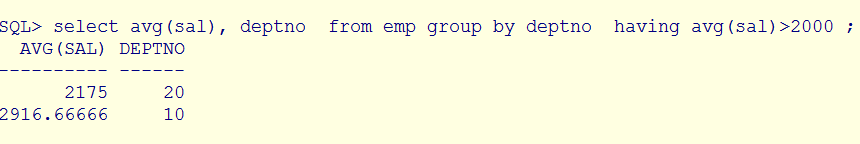 SQL> select avg(sal), deptno  from emp group by deptno  having avg(sal)>2000 ;
  AVG(SAL) DEPTNO
---------- ------
      2175     20
2916.66666     10